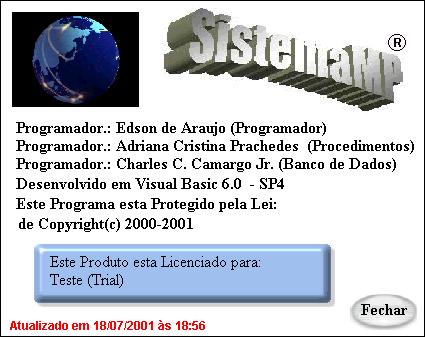 SistemaMP ®
Programador.: Edson de Araujo (Programador)
Programador.: Adriana Cristina Prachedes (Procedimentos)
Programador.: Charles C. Camargo Jr. (Banco de Dados)
Desenvolvido em Visual Basic 6.0 - SP4
Este Programa esta Protegido pela Lei:
de Copyright(c) 2000-2001
Este Produto esta Licenciado para:
Teste (Trial)
Fechar
Atualizado em 18/07/2001 às 18:56